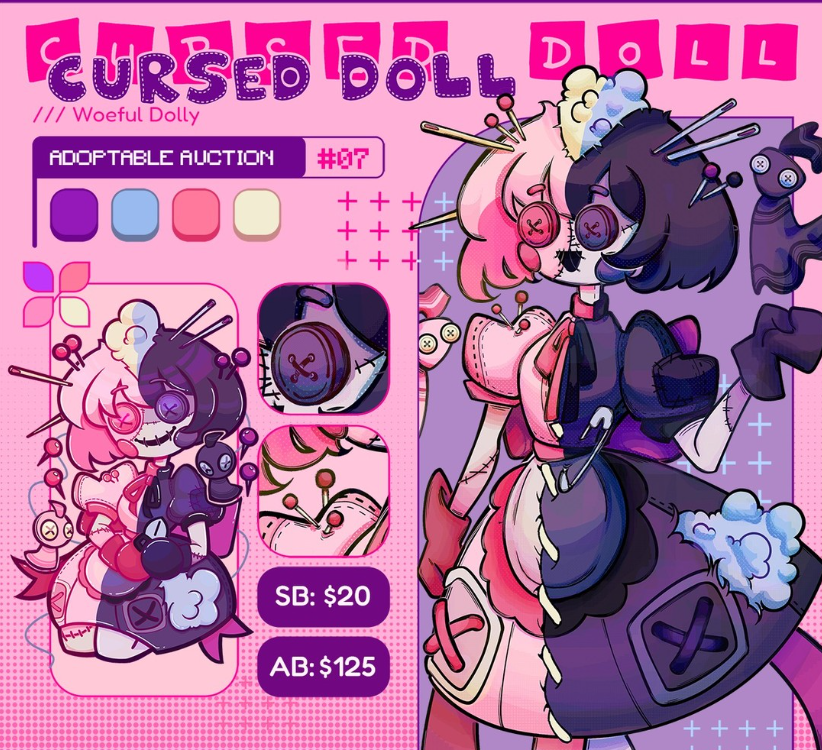 CURSED DOLL
CURSED DOLL
/// Woeful Dolly
ADOPTABLE AUCTION #07
SB: $20
AB: $125